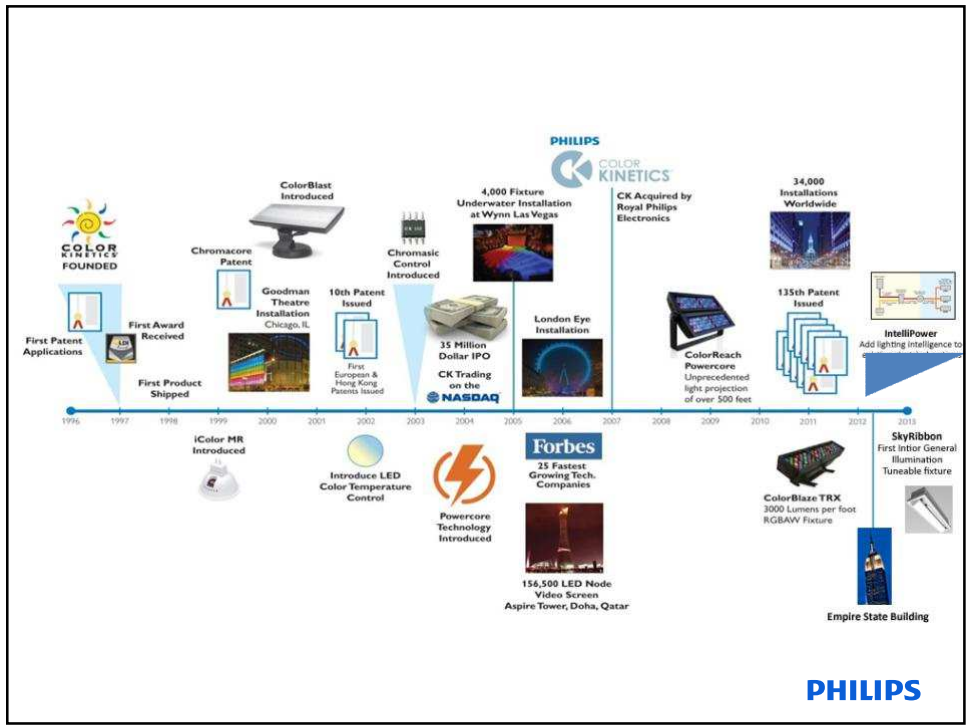 PHILIPS
COLOR
KINETICS
ColorBlast
Introduced
4,000 Fixture
Underwater Installation
at Wynn Las Vegas
CK Acquired by
Royal Philips
Electronics
34,000
Installations
Worldwide
COLOR
KINETICS
FOUNDED
Chromacore
Patent
CK III
Chromasic
Control
Introduced
Goodman
Theatre
Installation
Chicago, IL
10th Patent
Issued
First
European &
Hong Kong
Patents Issued
First Patent
Applications
LDI
First Award
Received
First Product
Shipped
35 Million
Dollar IPO
CK Trading
on the
NASDAQ
London Eye
Installation
ColorReach
Powercore
Unprecedented
light projection
of over 500 feet
135th Patent
Issued
IntelliPower
Add lighting intelligence to
1996 1997 1998 1999 2000 2001 2002 2003 2004 2005 2006 2007 2008 2009 2010 2011 2012 2013
iColor MR
Introduced
Introduce LED
Color Temperature
Control
Powercore
Technology
Introduced
Forbes
25 Fastest
Growing Tech.
Companies
156,500 LED Node
Video Screen
Aspire Tower, Doha, Qatar
ColorBlaze TRX
3000 Lumens per foot
RGBAW Fixture
SkyRibbon
First Intior General
Illumination
Tuneable fixture
Empire State Building
PHILIPS